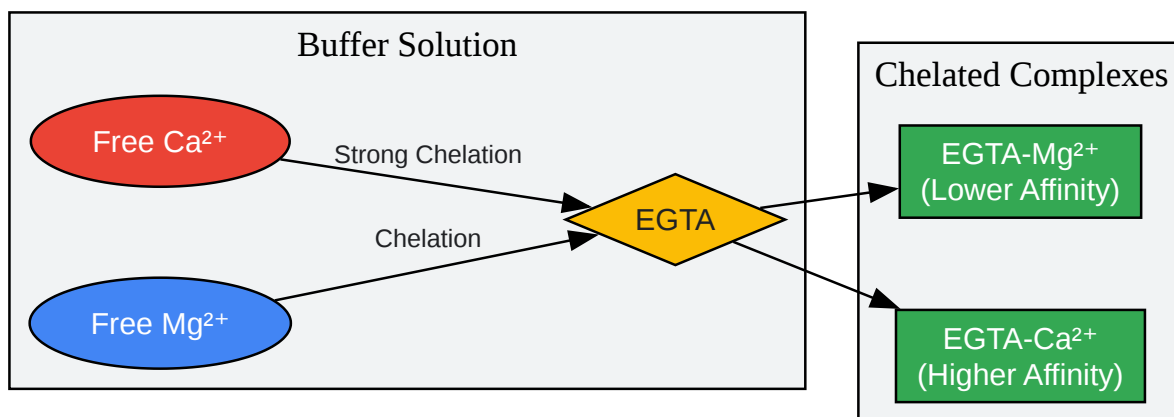 Buffer Solution
Free Ca²⁺
Strong Chelation
EGTA
Chelation
Free Mg²⁺
Chelated Complexes
EGTA-Mg²⁺
(Lower Affinity)
EGTA-Ca²⁺
(Higher Affinity)